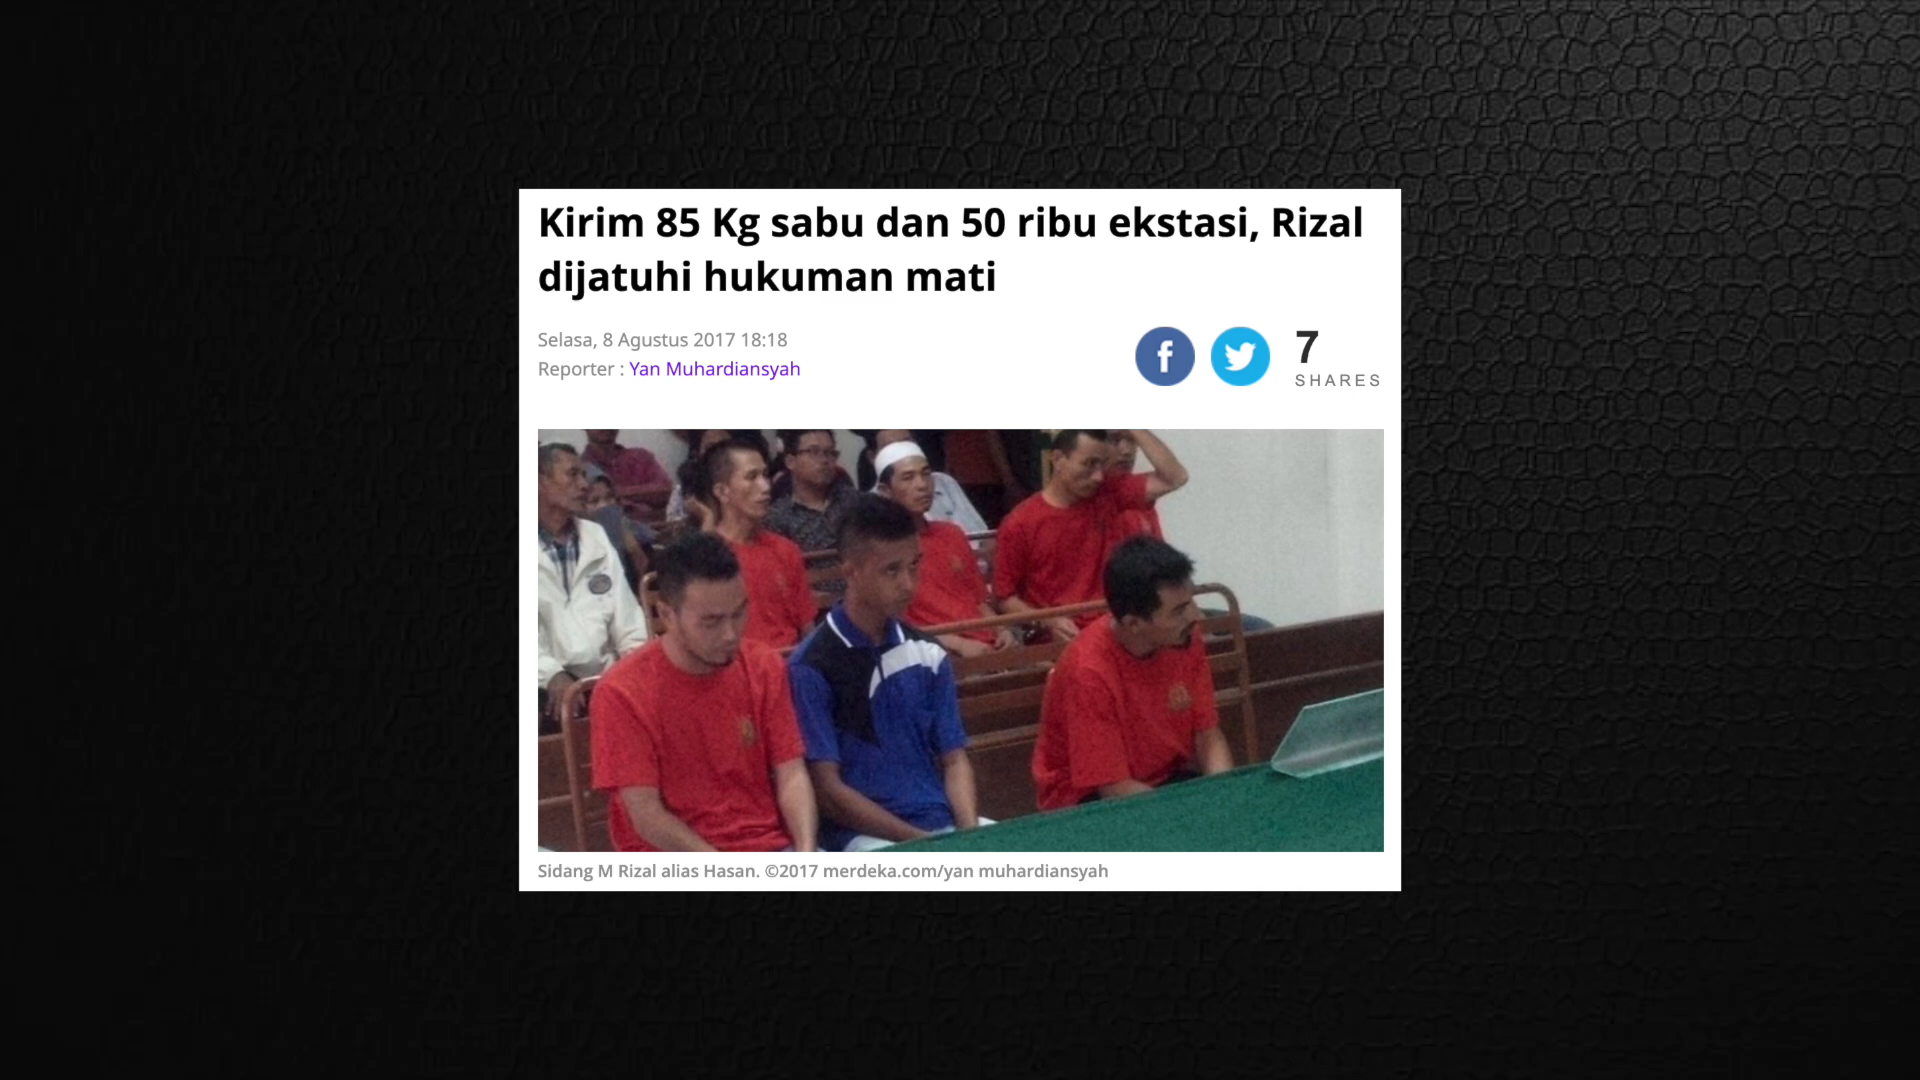 Kirim 85 Kg sabu dan 50 ribu ekstasi, Rizal
dijatuhi hukuman mati
Selasa, 8 Agustus 2017 18:18
Reporter : Yan Muhardiansyah
7
SHARES
Sidang M Rizal alias Hasan. ©2017 merdeka.com/yan muhardiansyah